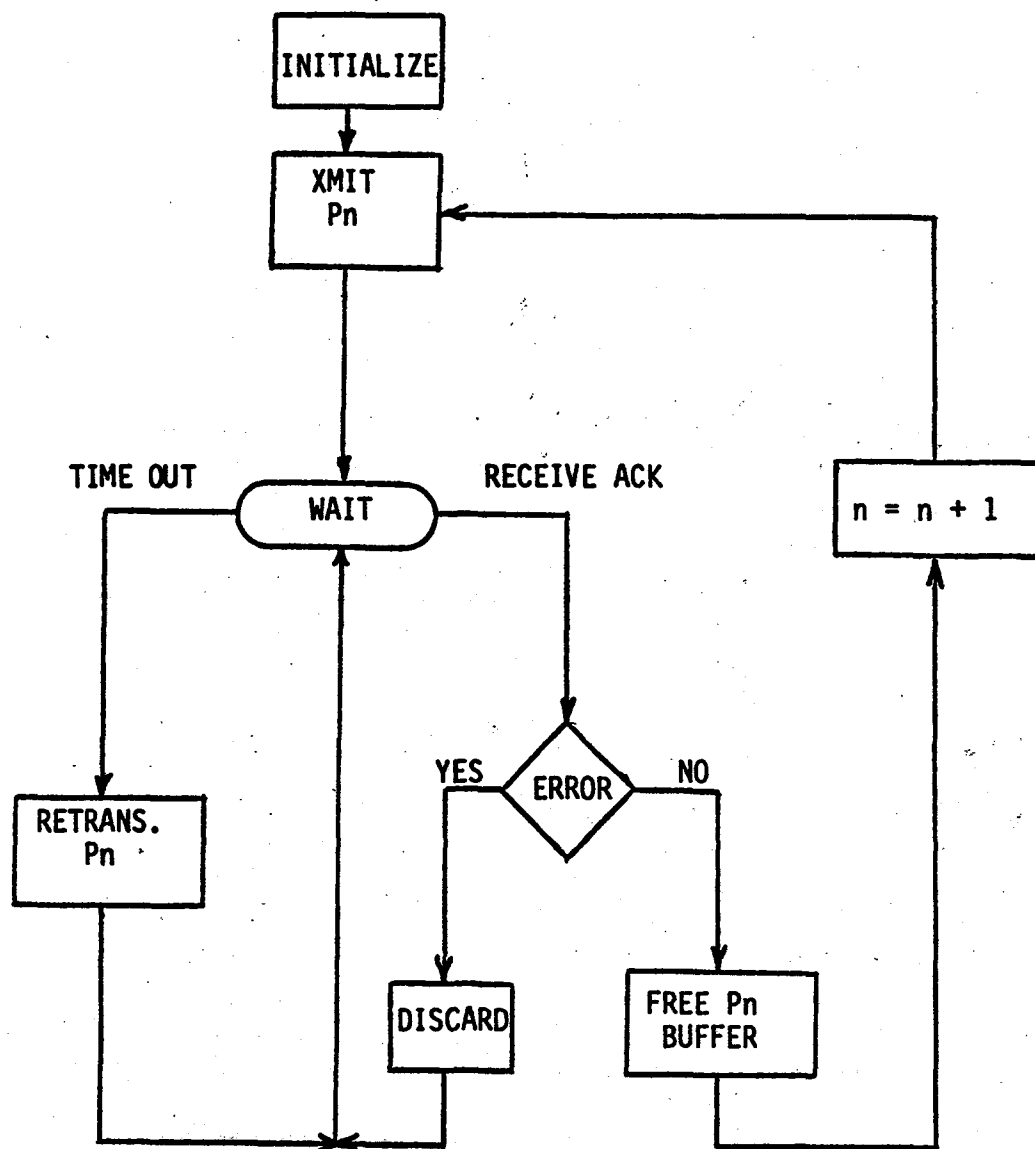 INITIALIZE
XMIT
Pn
TIME OUT
RECEIVE ACK
WAIT
n = n + 1
YES
ERROR
NO
RETRANS.
Pn
DISCARD
FREE Pn
BUFFER